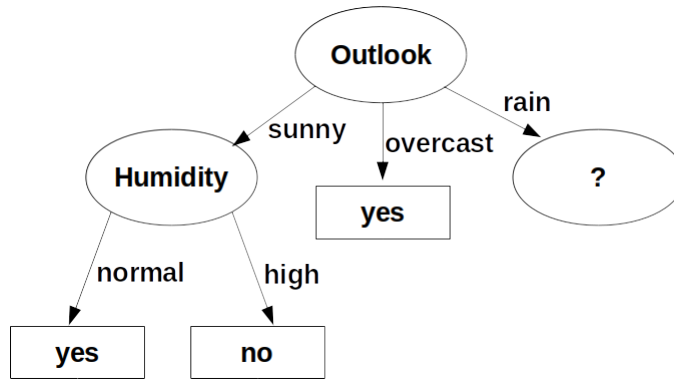 Outlook
rain
sunny
overcast
Humidity
?
yes
normal
high
yes
no